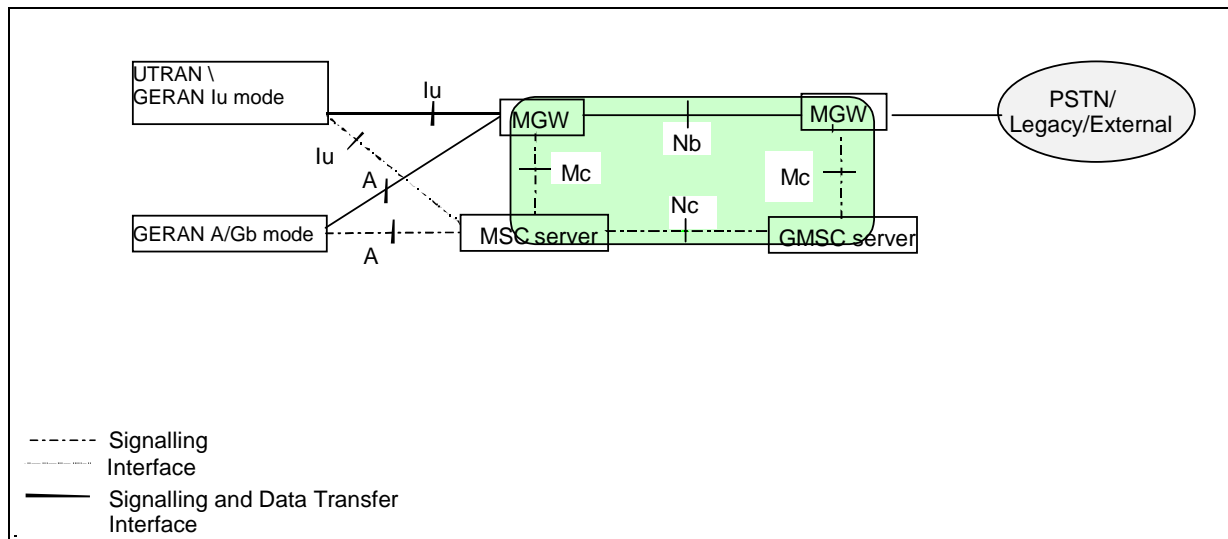 UTRAN \
GERAN Iu mode
Iu
MGW
MGW
PSTN/
Legacy/External
Nb
Iu
A
Mc
Mc
Nc
GERAN A/Gb mode
A
MSC server
GMSC server
Signalling
Interface
Signalling and Data Transfer
Interface